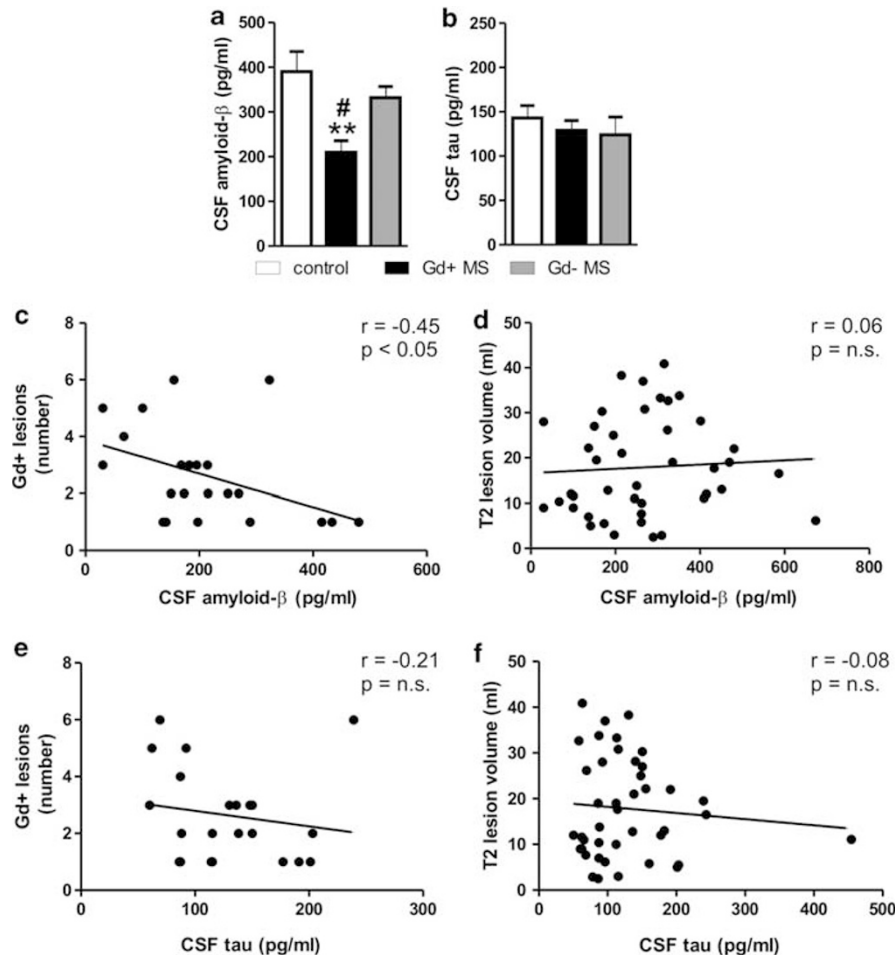 a
CSF amyloid-β (pg/ml)
500
400
300
200
100
0
#
**
b
CSF tau (pg/ml)
250
200
150
100
50
0
control Gd+ MS Gd- MS
c
Gd+ lesions
(number)
8
6
4
2
0
r = -0.45
p < 0.05
0 200 400 600
CSF amyloid-β (pg/ml)
d
T2 lesion volume (ml)
50
40
30
20
10
0
r = 0.06
p = n.s.
0 200 400 600 800
CSF amyloid-β (pg/ml)
e
Gd+ lesions
(number)
8
6
4
2
0
r = -0.21
p = n.s.
100 200 300
CSF tau (pg/ml)
f
T2 lesion volume (ml)
50
40
30
20
10
0
r = -0.08
p = n.s.
0 100 200 300 400 500
CSF tau (pg/ml)